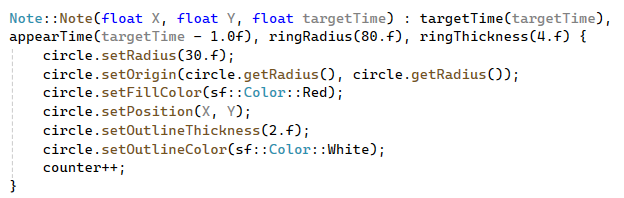 Note::Note(float X, float Y, float targetTime) : targetTime(targetTime),
appearTime(targetTime - 1.0f), ringRadius(80.f), ringThickness(4.f) {
    circle.setRadius(30.f);
    circle.setOrigin(circle.getRadius(), circle.getRadius());
    circle.setFillColor(sf::Color::Red);
    circle.setPosition(X, Y);
    circle.setOutlineThickness(2.f);
    circle.setOutlineColor(sf::Color::White);
    counter++;
}